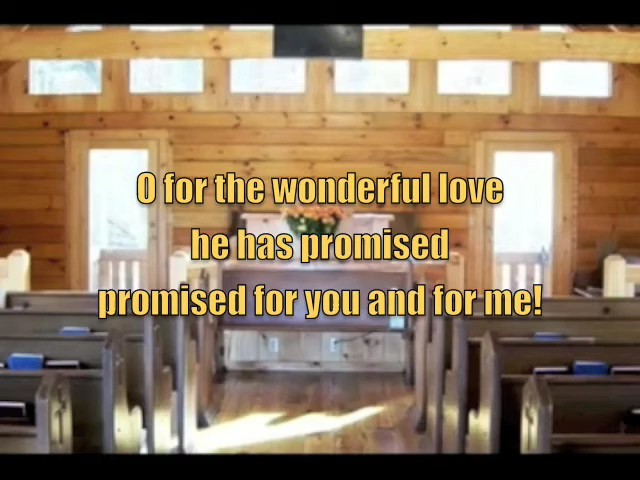 O for the wonderful love
he has promised
promised for you and for me!